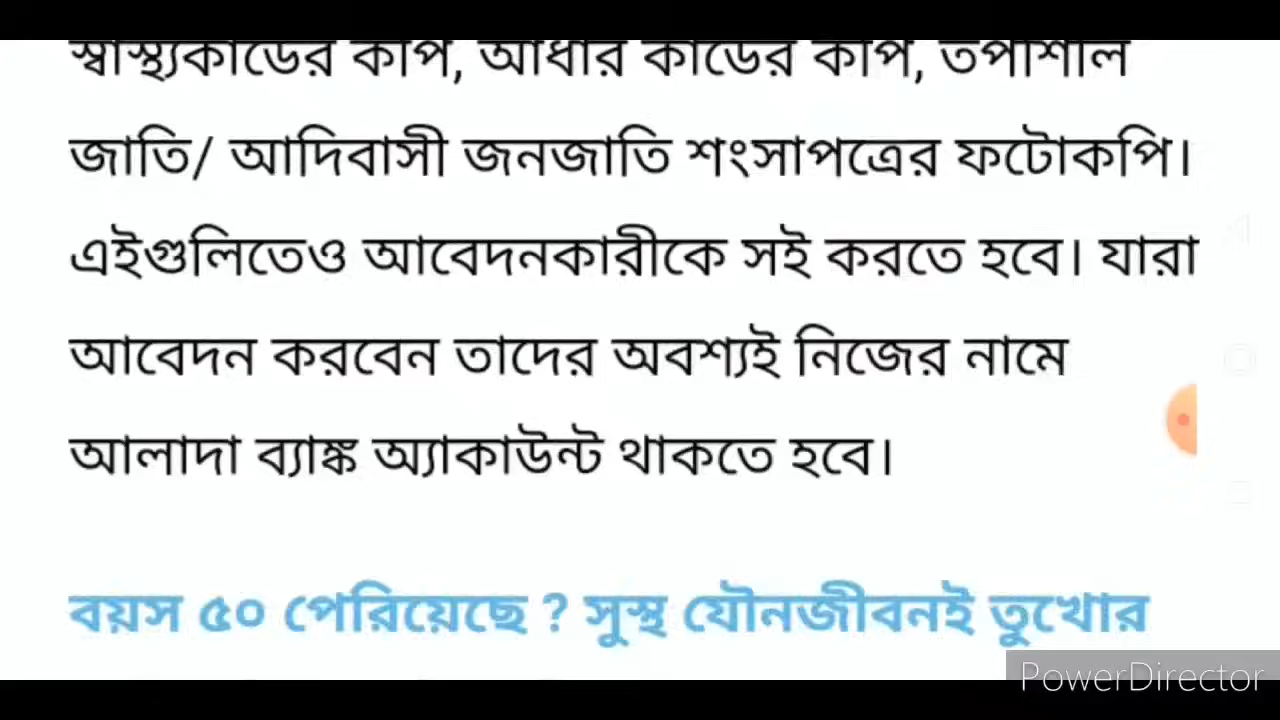 স্বাস্থ্যকার্ডের কপি, আধার কার্ডের কপি, তপশিলি
জাতি/ আদিবাসী জনজাতি শংসাপত্রের ফটোকপি।
এইগুলিতেও আবেদনকারীকে সই করতে হবে। যারা
আবেদন করবেন তাদের অবশ্যই নিজের নামে
আলাদা ব্যাঙ্ক অ্যাকাউন্ট থাকতে হবে।
বয়স ৫০ পেরিয়েছে ? সুস্থ যৌনজীবনই তুখোর
PowerDirector